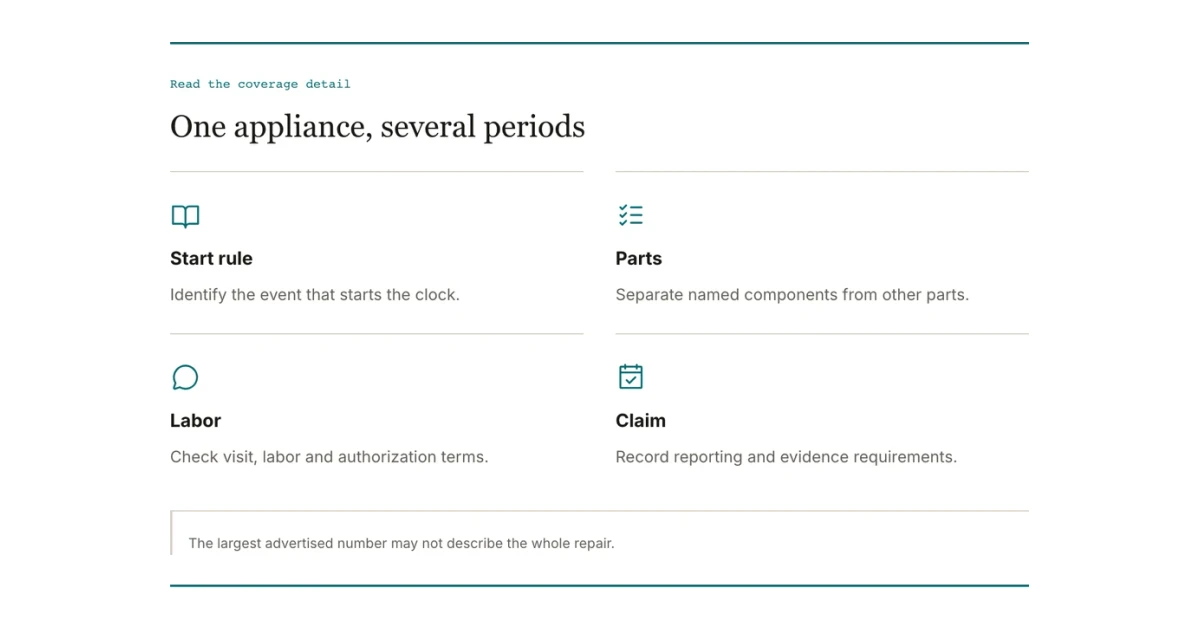 Read the coverage detail
One appliance, several periods
Start rule
Identify the event that starts the clock.
Parts
Separate named components from other parts.
Labor
Check visit, labor and authorization terms.
Claim
Record reporting and evidence requirements.
The largest advertised number may not describe the whole repair.